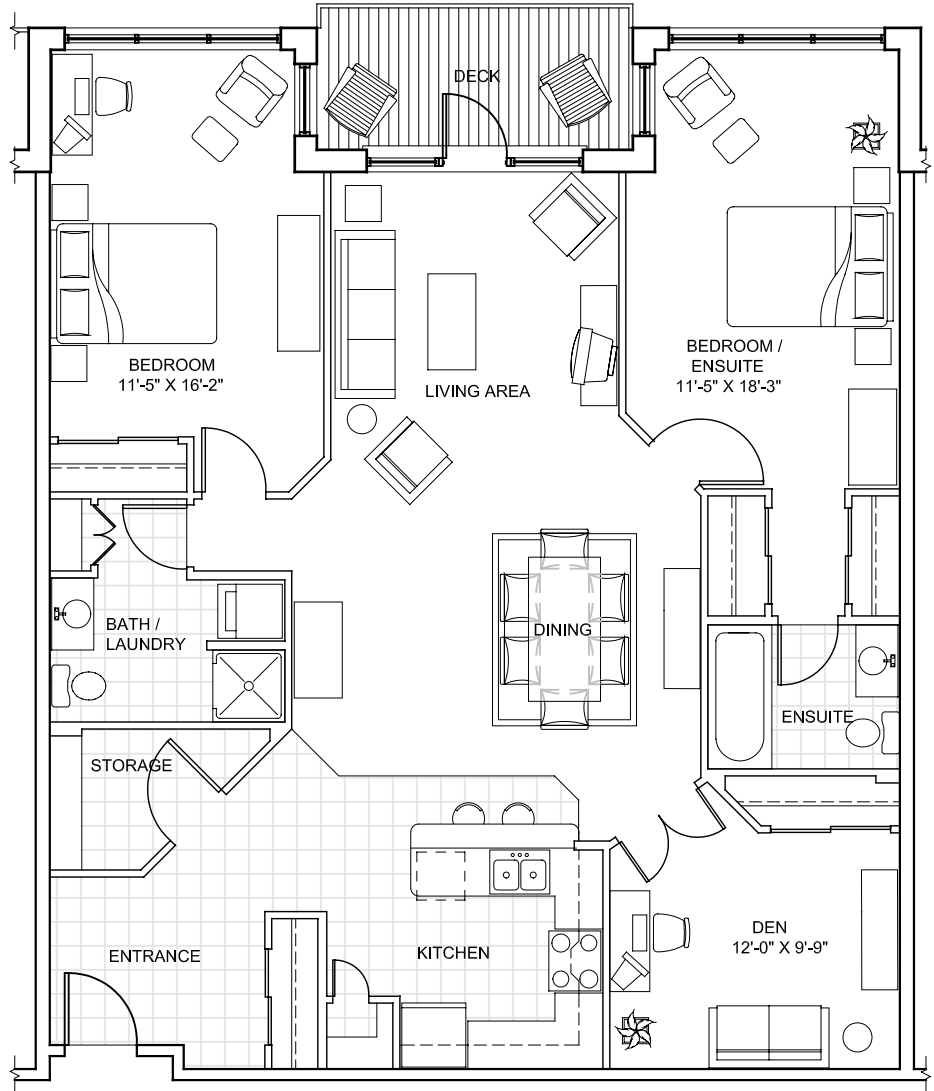 DECK
BEDROOM
11'-5" X 16'-2"
LIVING AREA
BEDROOM /
ENSUITE
11'-5" X 18'-3"
BATH /
LAUNDRY
DINING
ENSUITE
STORAGE
ENTRANCE
KITCHEN
DEN
12'-0" X 9'-9"